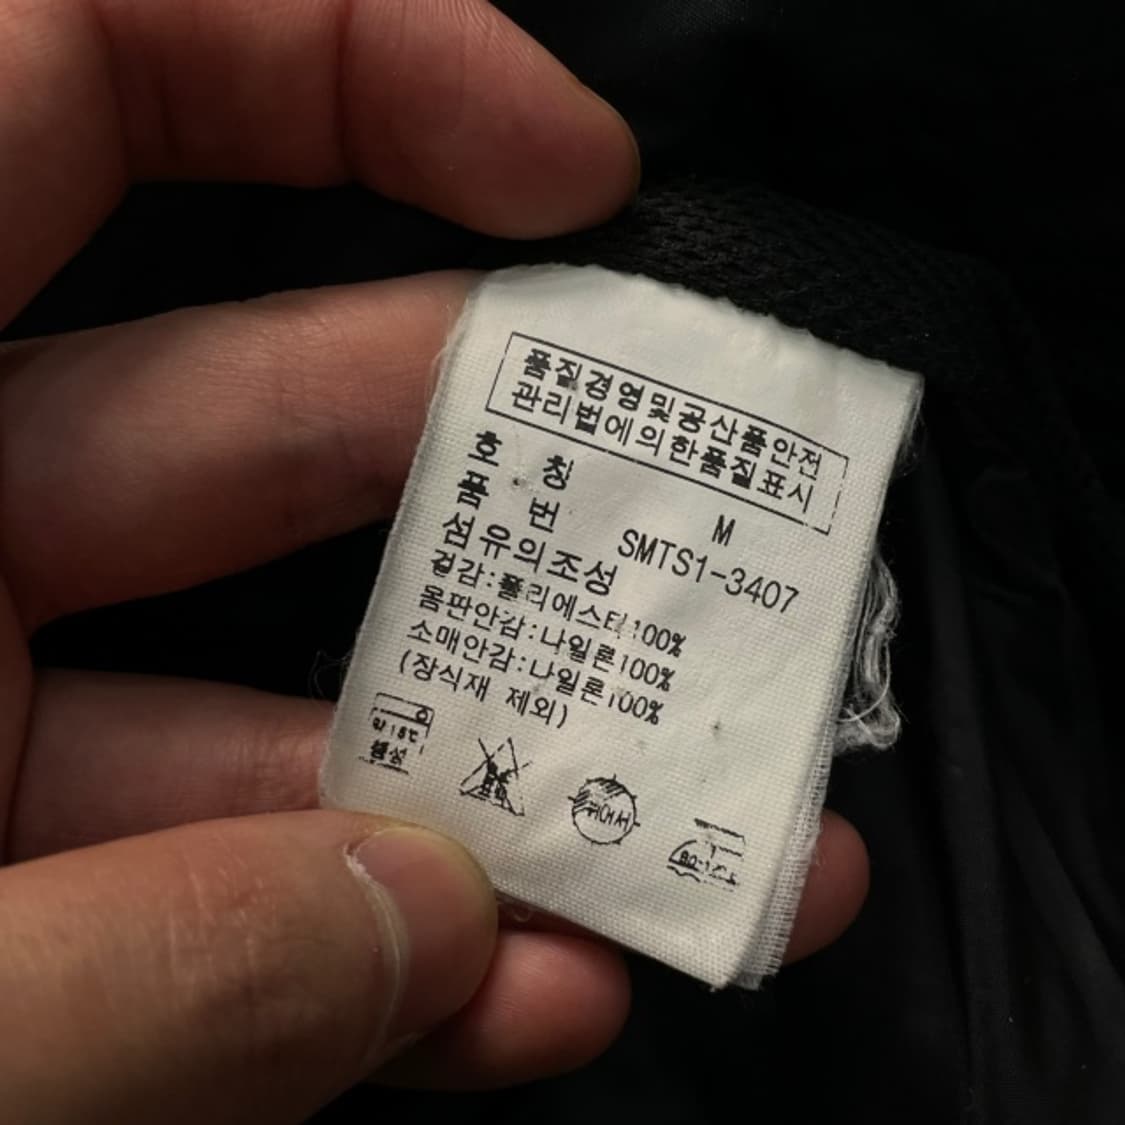 품질경영및공산품안전
관리법에의한품질표시
호 칭 M
품 번 SMTS1-3407
섬유의조성
겉감:폴리에스터100%
몸판안감:나일론100%
소매안감:나일론100%
(장식재 제외)
뉘어서